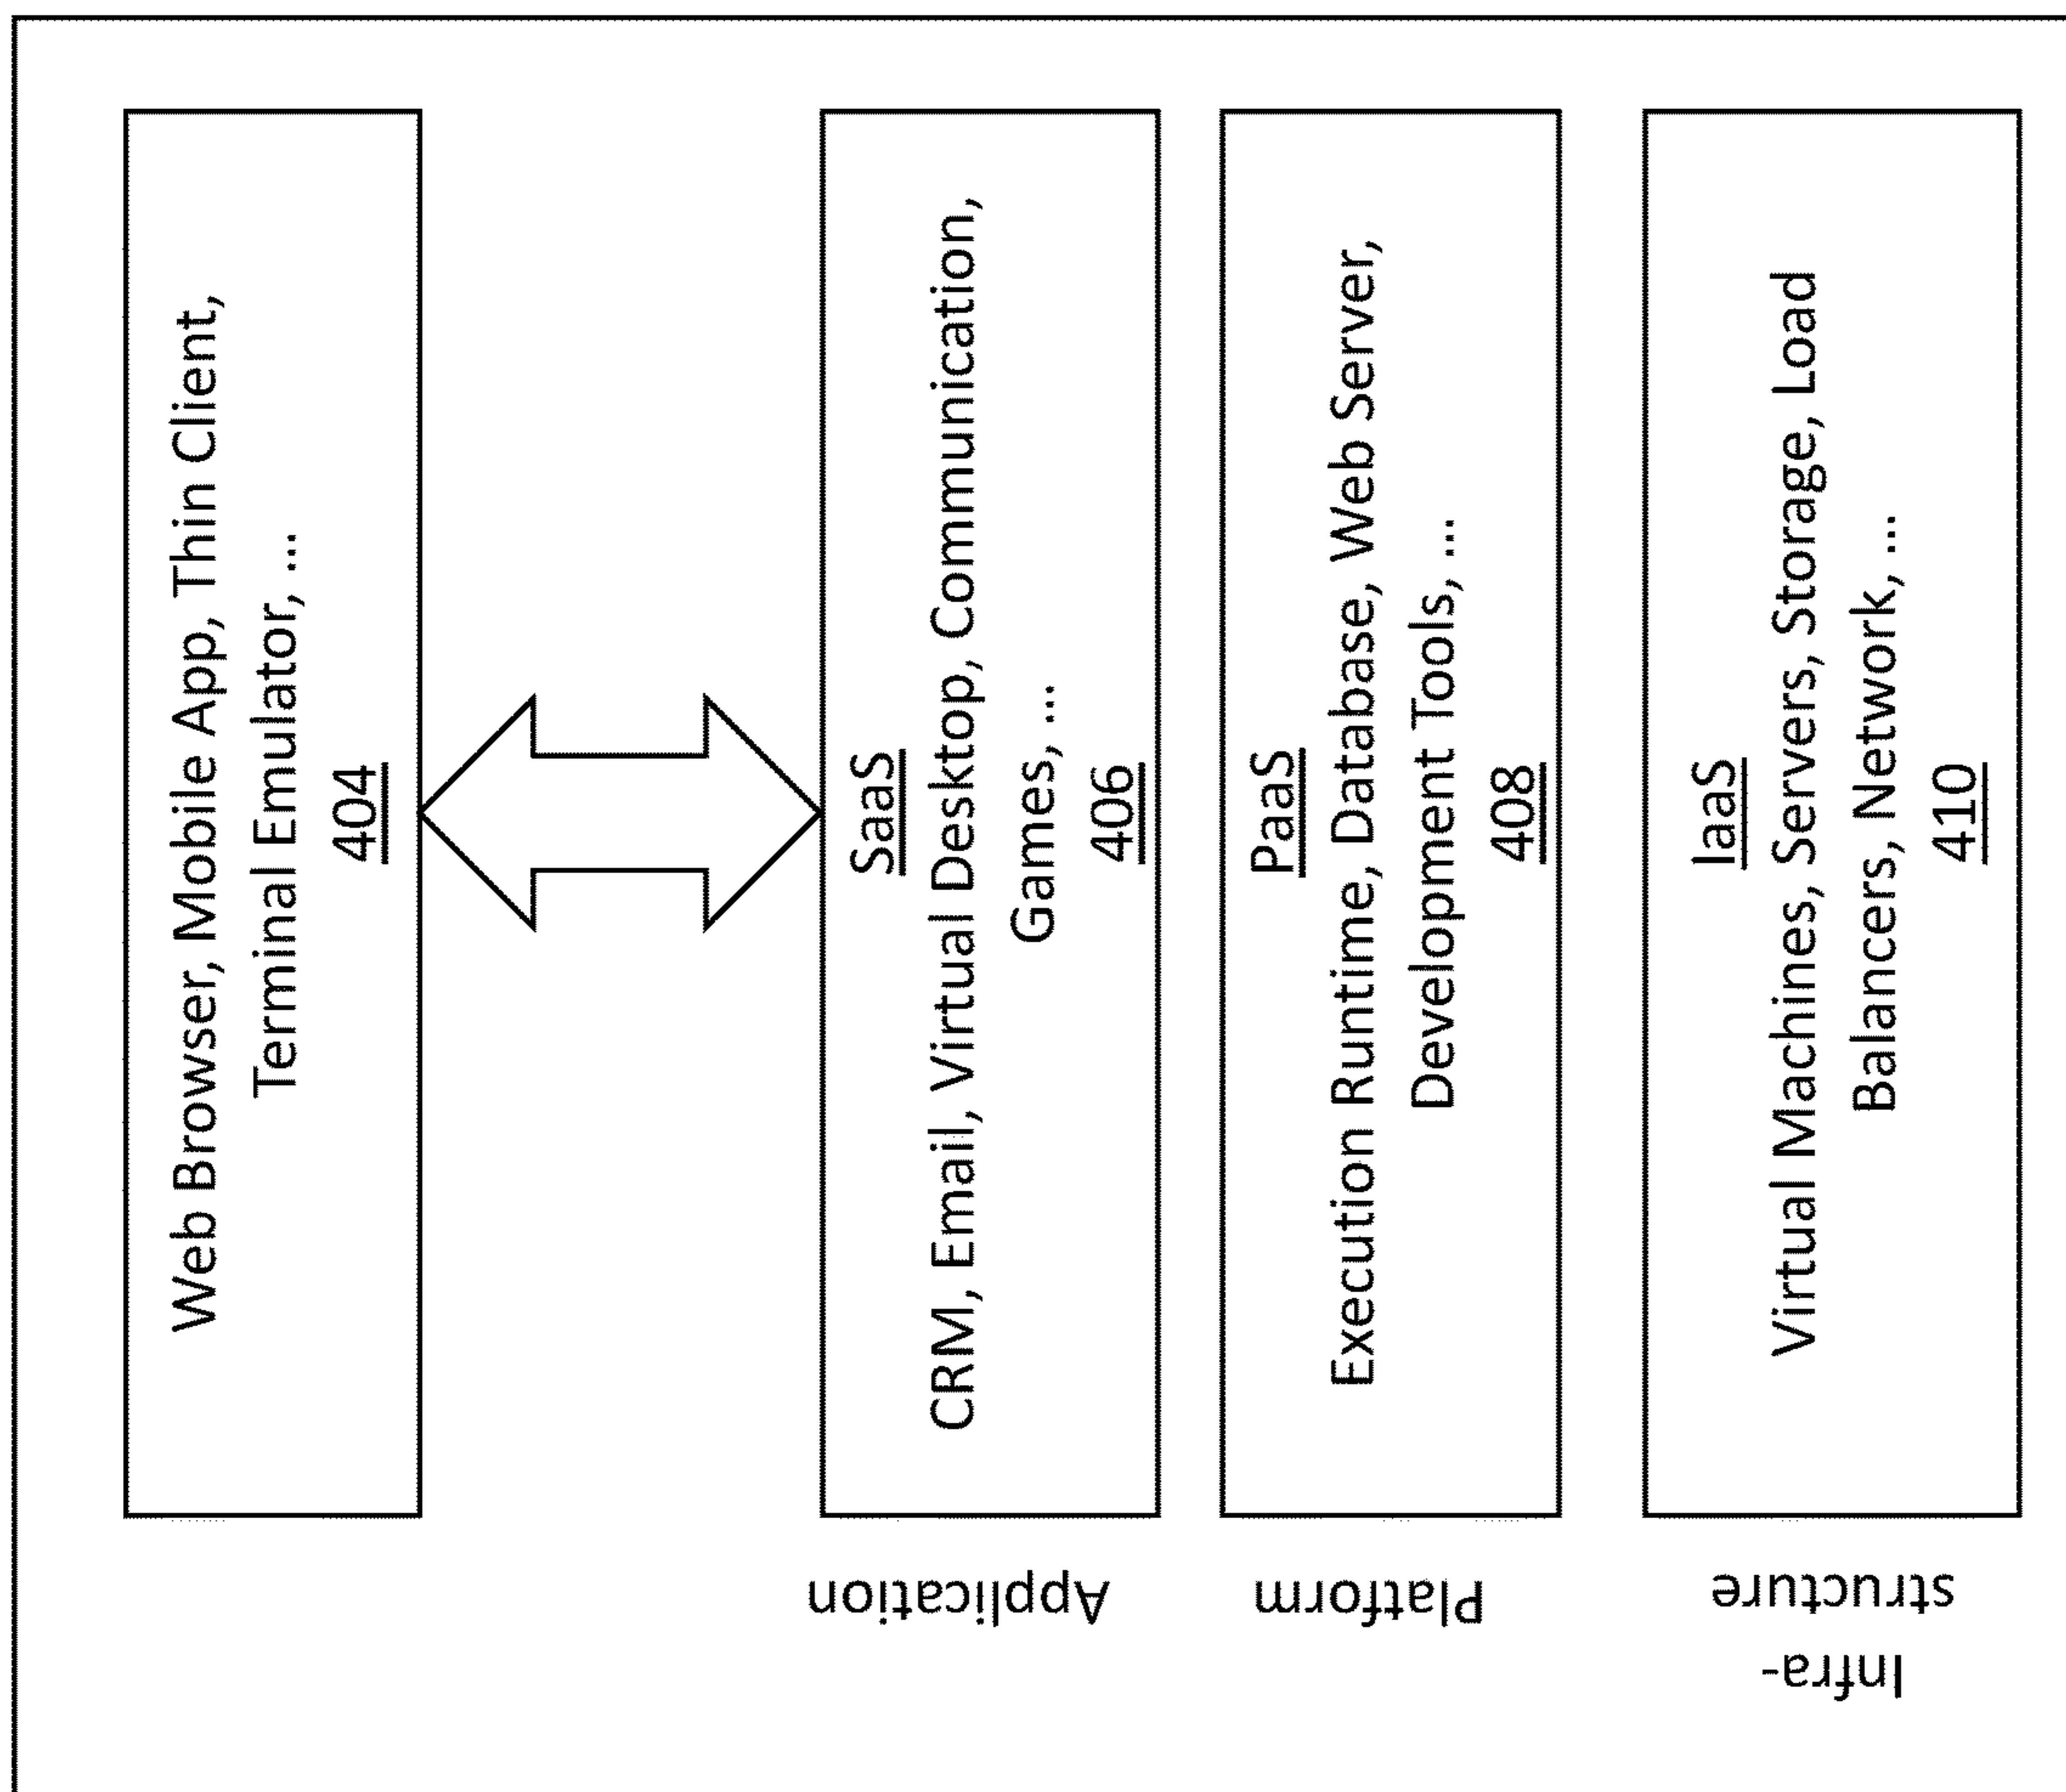 Web Browser, Mobile App, Thin Client,
Terminal Emulator, ...
404
Application
SaaS
CRM, Email, Virtual Desktop, Communication,
Games, ...
406
Platform
PaaS
Execution Runtime, Database, Web Server,
Development Tools, ...
408
Infra-
structure
IaaS
Virtual Machines, Servers, Storage, Load
Balancers, Network, ...
410